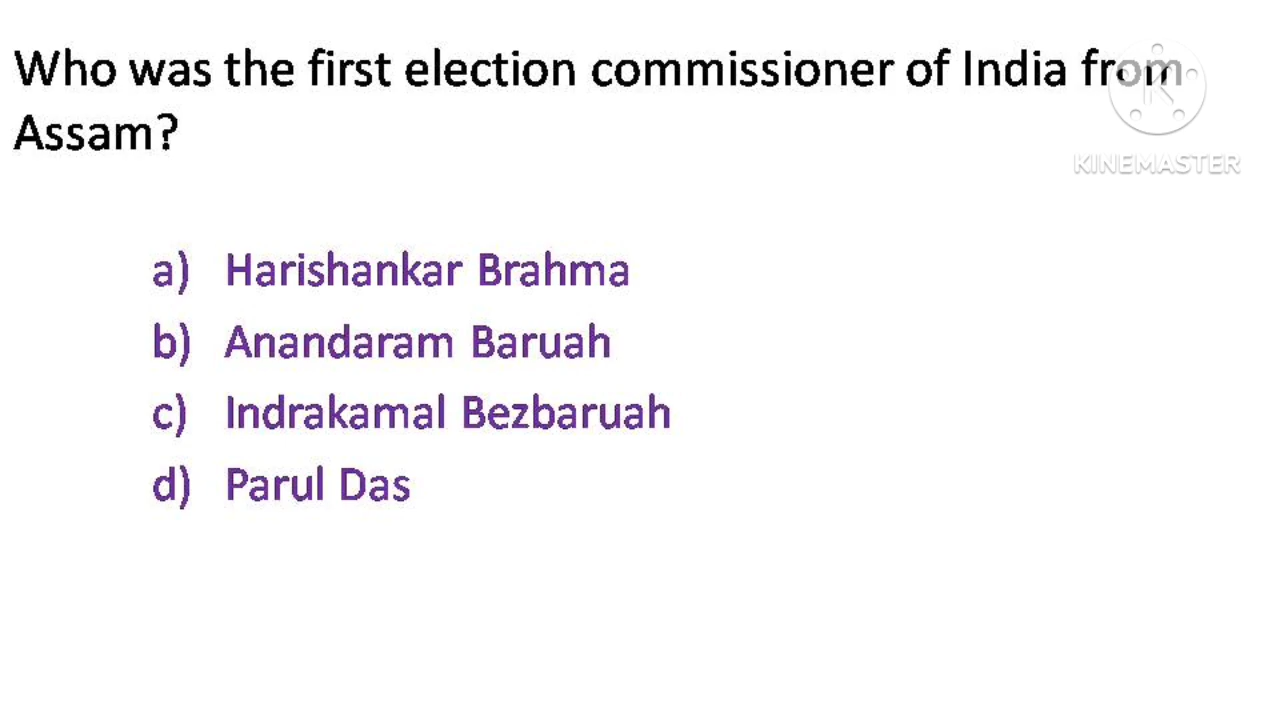 Who was the first election commissioner of India from
Assam?
KINEMASTER
a) Harishankar Brahma
b) Anandaram Baruah
c) Indrakamal Bezbaruah
d) Parul Das